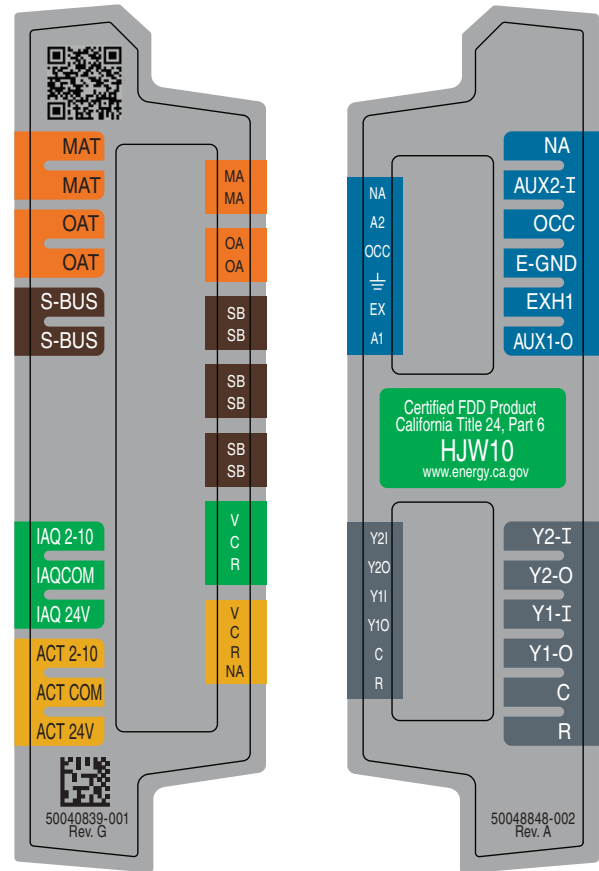 MAT
MAT
OAT
OAT
S-BUS
S-BUS
IAQ 2-10
IAQCOM
IAQ 24V
ACT 2-10
ACT COM
ACT 24V
MA
MA
OA
OA
SB
SB
SB
SB
SB
SB
V
C
R
V
C
R
NA
50040839-001
Rev. G
NA
A2
OCC
EX
A1
NA
AUX2-I
OCC
E-GND
EXH1
AUX1-O
Certified FDD Product
California Title 24, Part 6
HJW10
www.energy.ca.gov
Y2I
Y2O
Y1I
Y1O
C
R
Y2-I
Y2-O
Y1-I
Y1-O
C
R
50048848-002
Rev. A